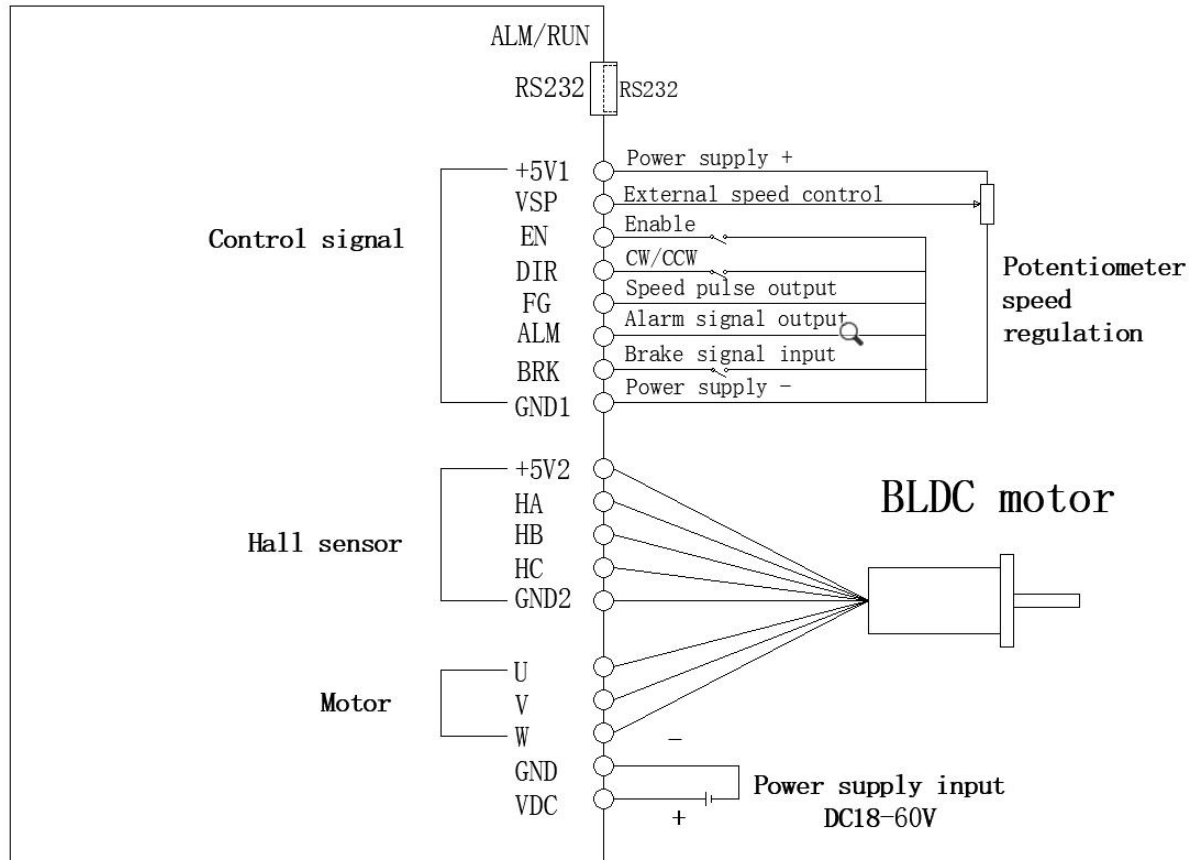 ALM/RUN
RS232 RS232
+5V1 Power supply +
VSP External speed control
EN Enable
DIR CW/CCW
FG Speed pulse output
ALM Alarm signal output
BRK Brake signal input
GND1 Power supply -
Control signal
Potentiometer
speed
regulation
+5V2
HA
HB
HC
GND2
Hall sensor
BLDC motor
U
V
W
Motor
GND -
VDC +
Power supply input
DC18-60V